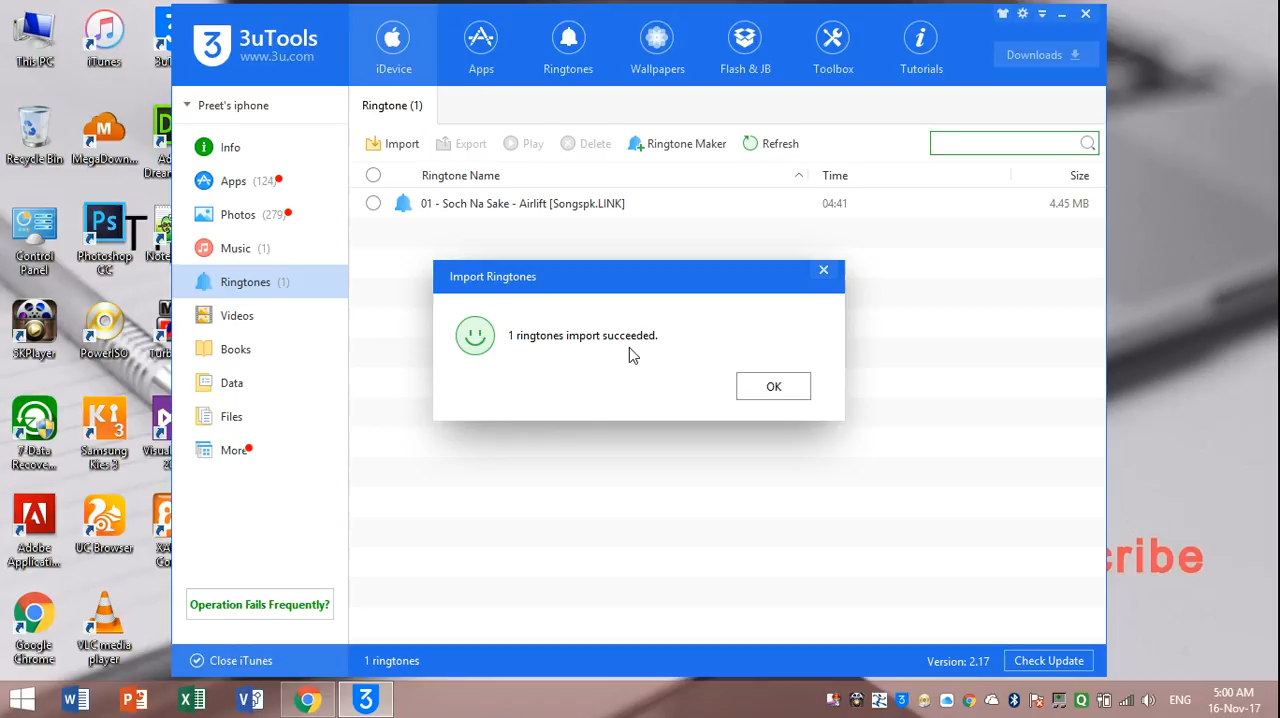 This PC
iTunes
3uTools
www.3u.com
iDevice
Apps
Ringtones
Wallpapers
Flash & JB
Toolbox
Tutorials
Downloads
Preet's iphone
Ringtone (1)
Info
Apps (124)
Photos (279)
Music (1)
Ringtones (1)
Videos
Books
Data
Files
More
Operation Fails Frequently?
Close iTunes
Import
Export
Play
Delete
Ringtone Maker
Refresh
Ringtone Name
Time
Size
01 - Soch Na Sake - Airlift [Songspk.LINK]
04:41
4.45 MB
Import Ringtones
1 ringtones import succeeded.
OK
1 ringtones
Version: 2.17
Check Update
Recycle Bin
MegaDown...
Control
Panel
Photoshop
CC
SKPlayer
PowerISO
7-Data
Recove...
Samsung
Kies 3
Adobe
Applicati...
UC Browser
Google
Chrome
VLC media
player
cribe
ENG
5:00 AM
16-Nov-17